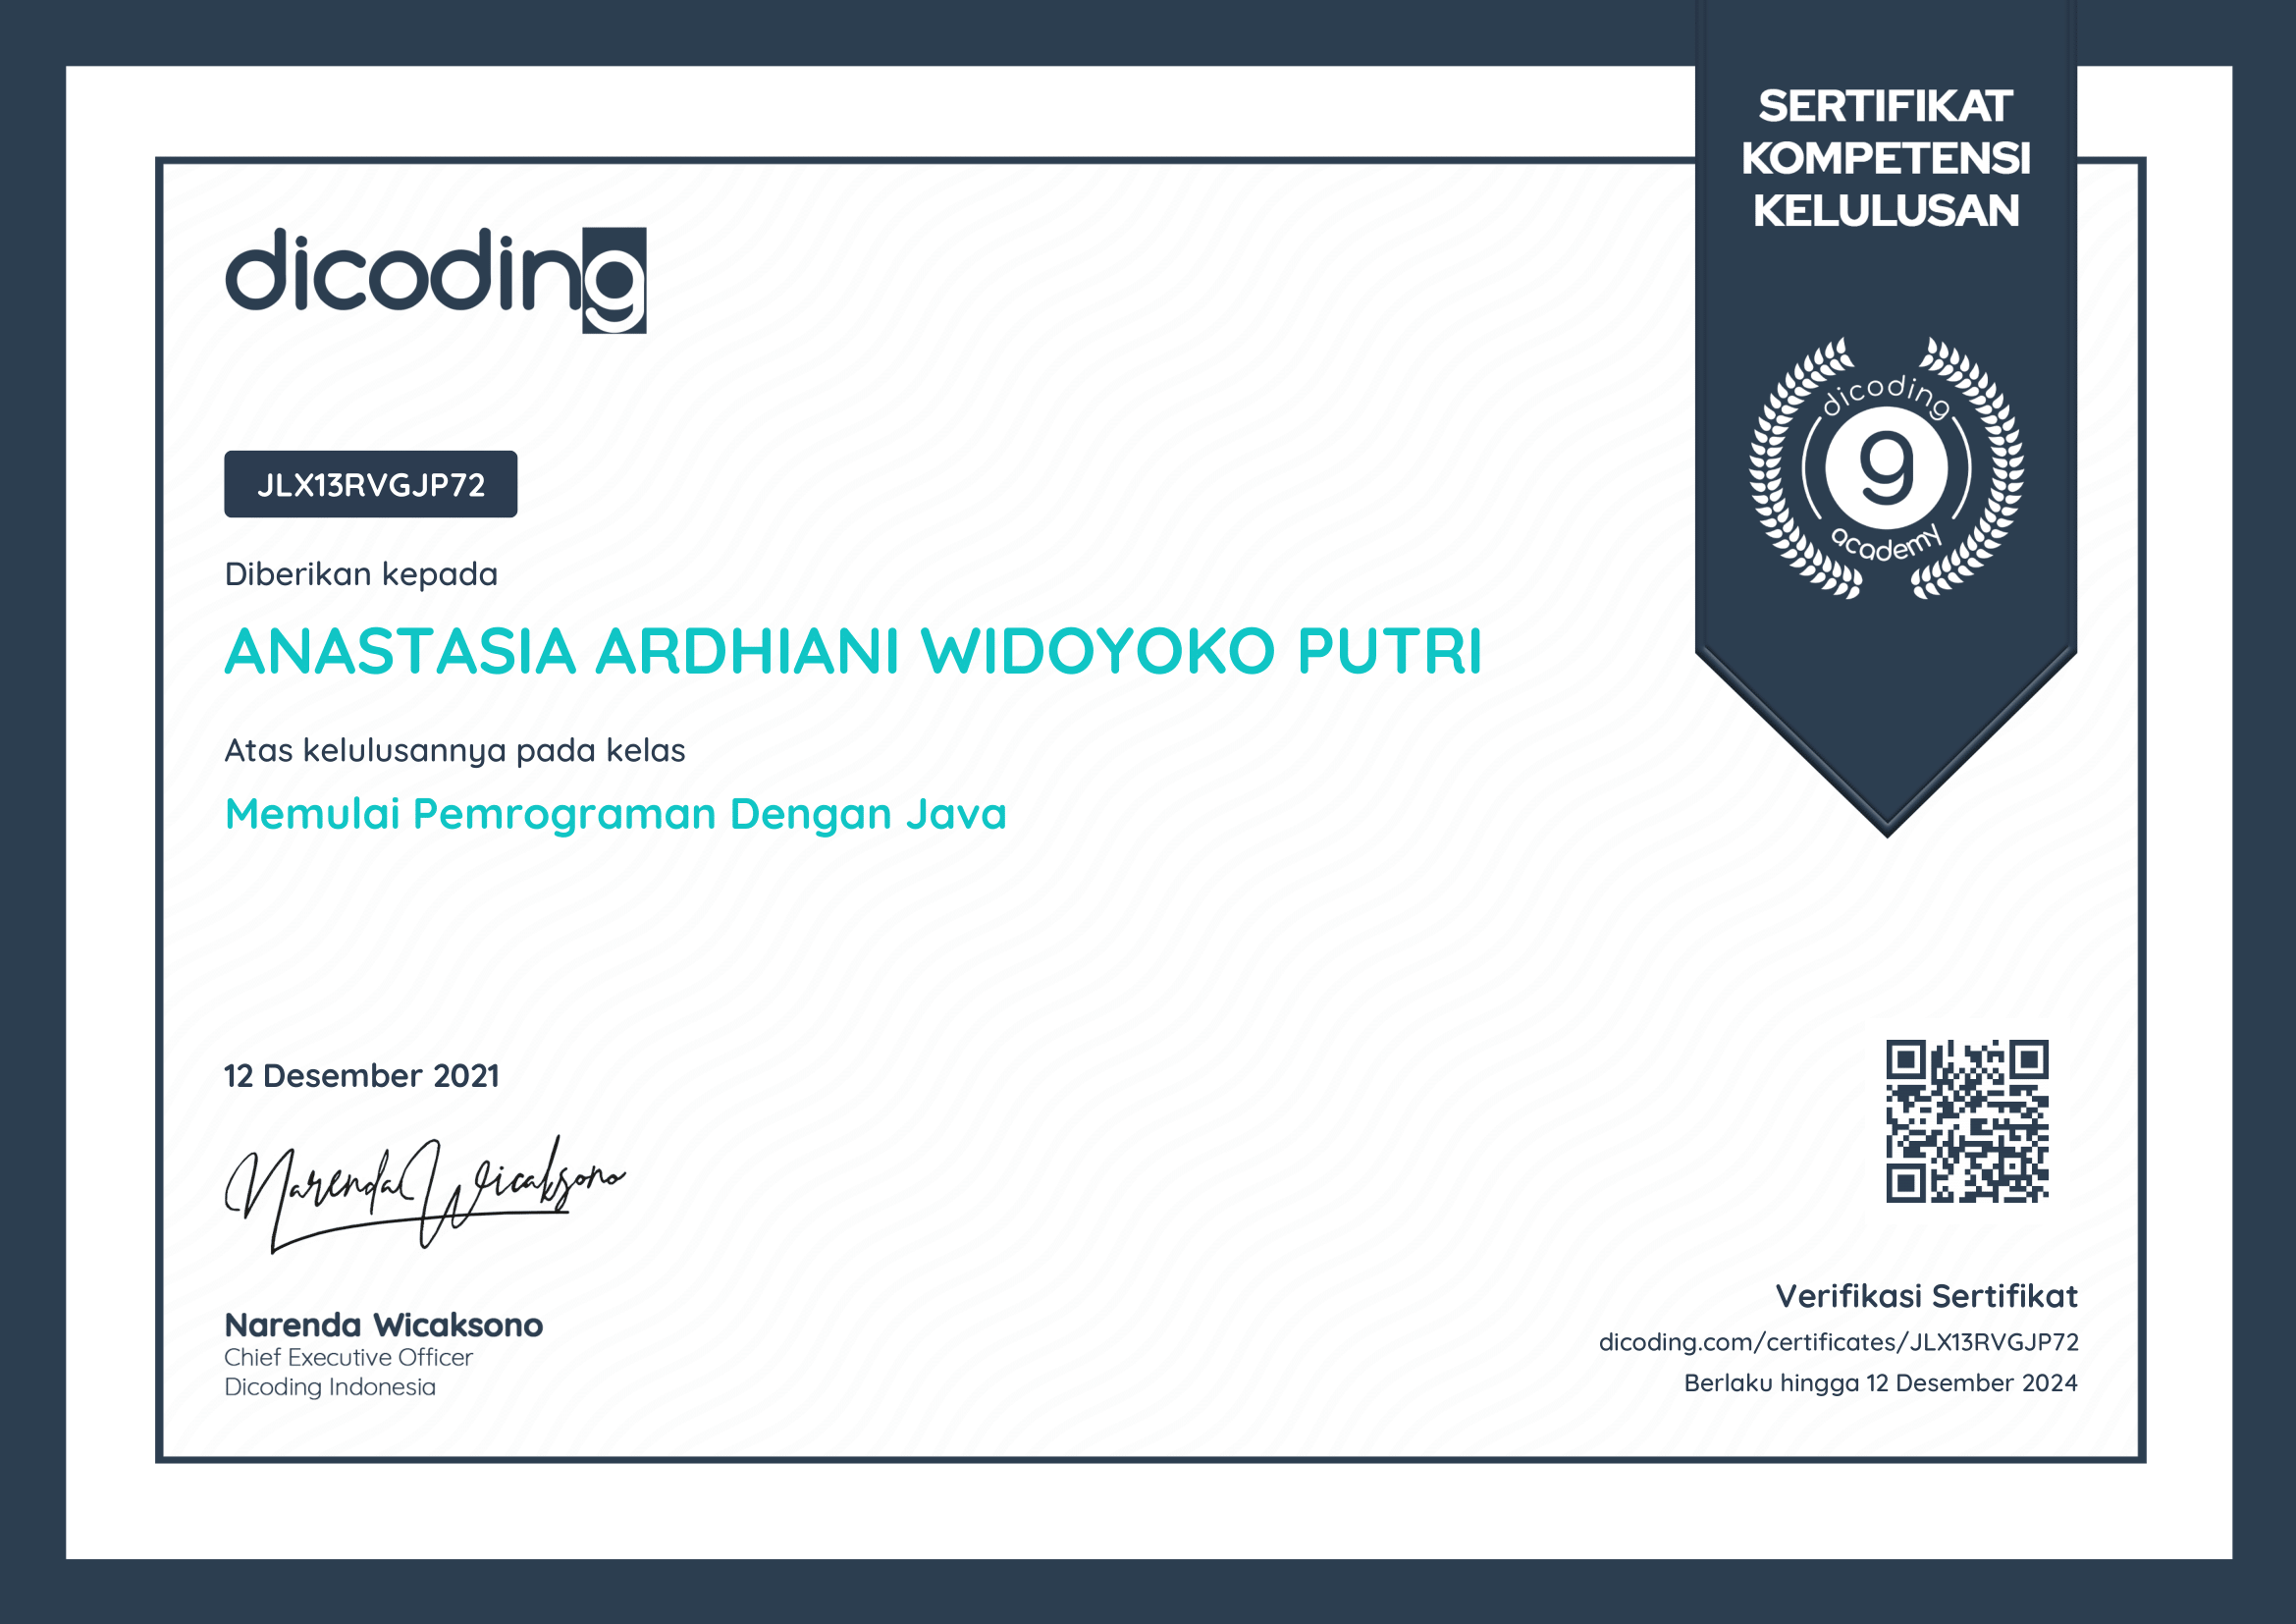 SERTIFIKAT
KOMPETENSI
KELULUSAN
dicoding
dicoding
g
academy
JLX13RVGJP72
Diberikan kepada
ANASTASIA ARDHIANI WIDOYOKO PUTRI
Atas kelulusannya pada kelas
Memulai Pemrograman Dengan Java
12 Desember 2021
Narenda Wicaksono
Narenda Wicaksono
Chief Executive Officer
Dicoding Indonesia
Verifikasi Sertifikat
dicoding.com/certificates/JLX13RVGJP72
Berlaku hingga 12 Desember 2024